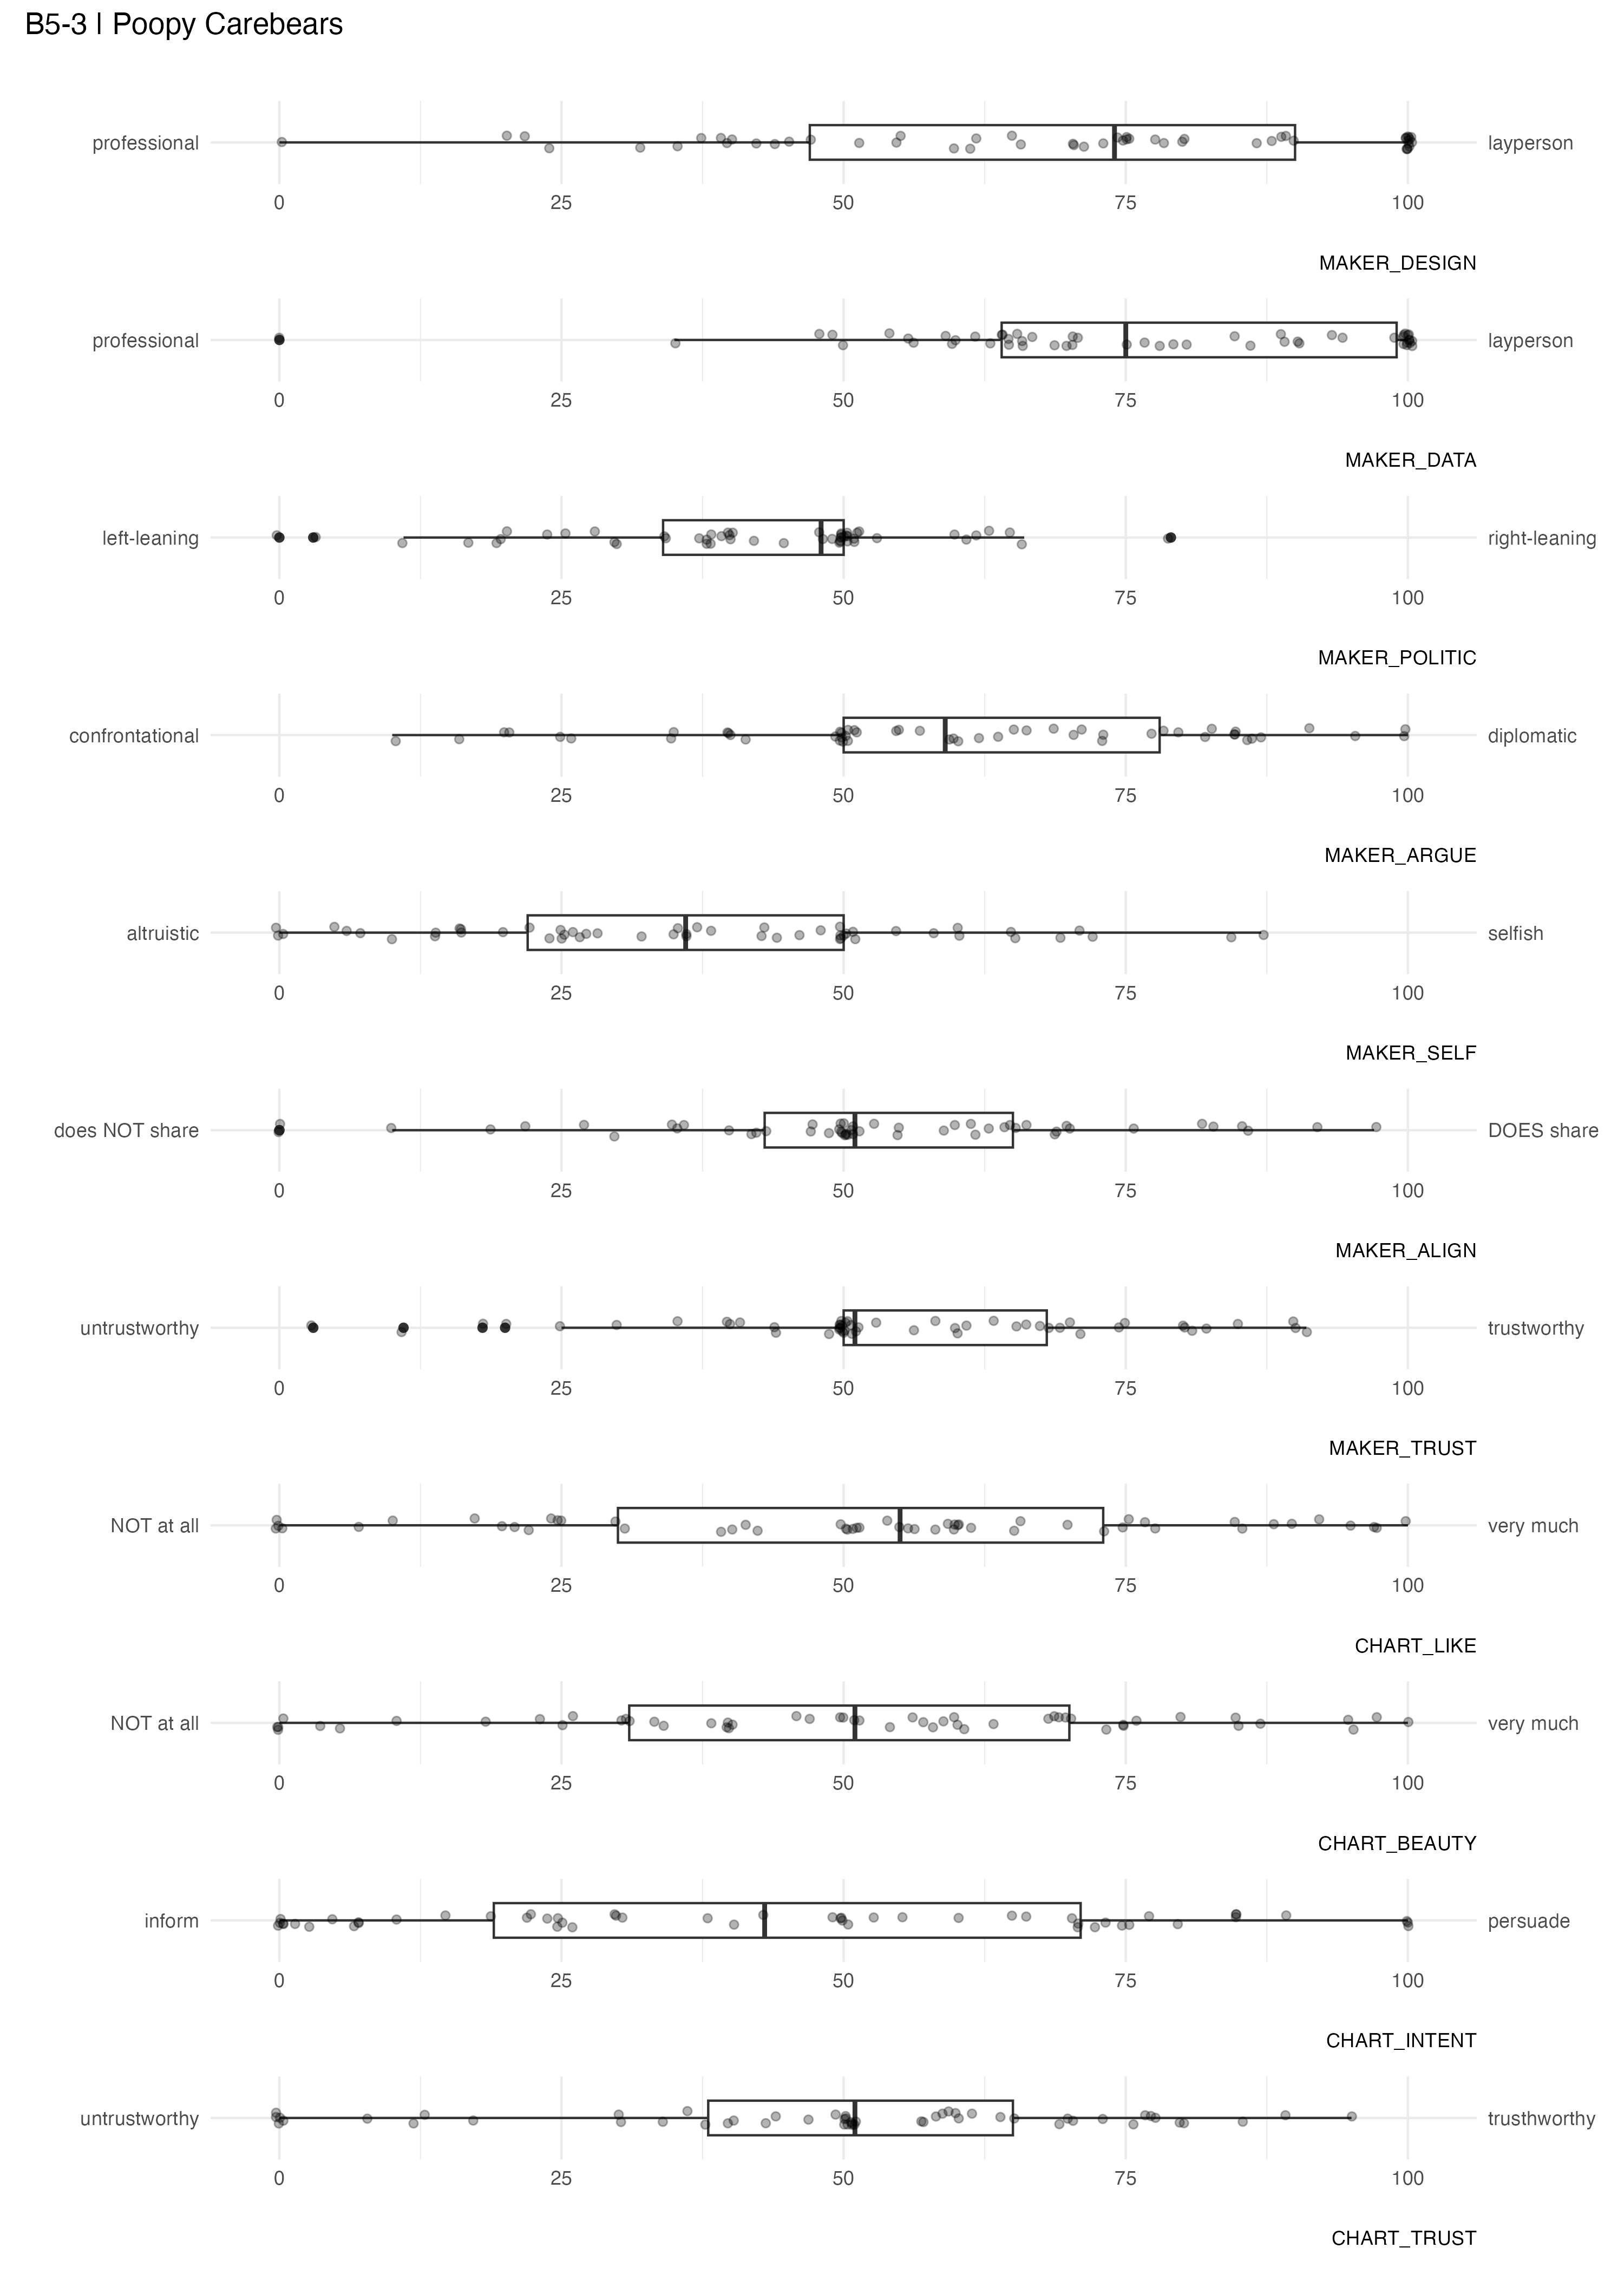 B5-3 | Poopy Carebears
professional layperson
0 25 50 75 100
MAKER_DESIGN
professional layperson
0 25 50 75 100
MAKER_DATA
left-leaning right-leaning
0 25 50 75 100
MAKER_POLITIC
confrontational diplomatic
0 25 50 75 100
MAKER_ARGUE
altruistic selfish
0 25 50 75 100
MAKER_SELF
does NOT share DOES share
0 25 50 75 100
MAKER_ALIGN
untrustworthy trustworthy
0 25 50 75 100
MAKER_TRUST
NOT at all very much
0 25 50 75 100
CHART_LIKE
NOT at all very much
0 25 50 75 100
CHART_BEAUTY
inform persuade
0 25 50 75 100
CHART_INTENT
untrustworthy trusthworthy
0 25 50 75 100
CHART_TRUST